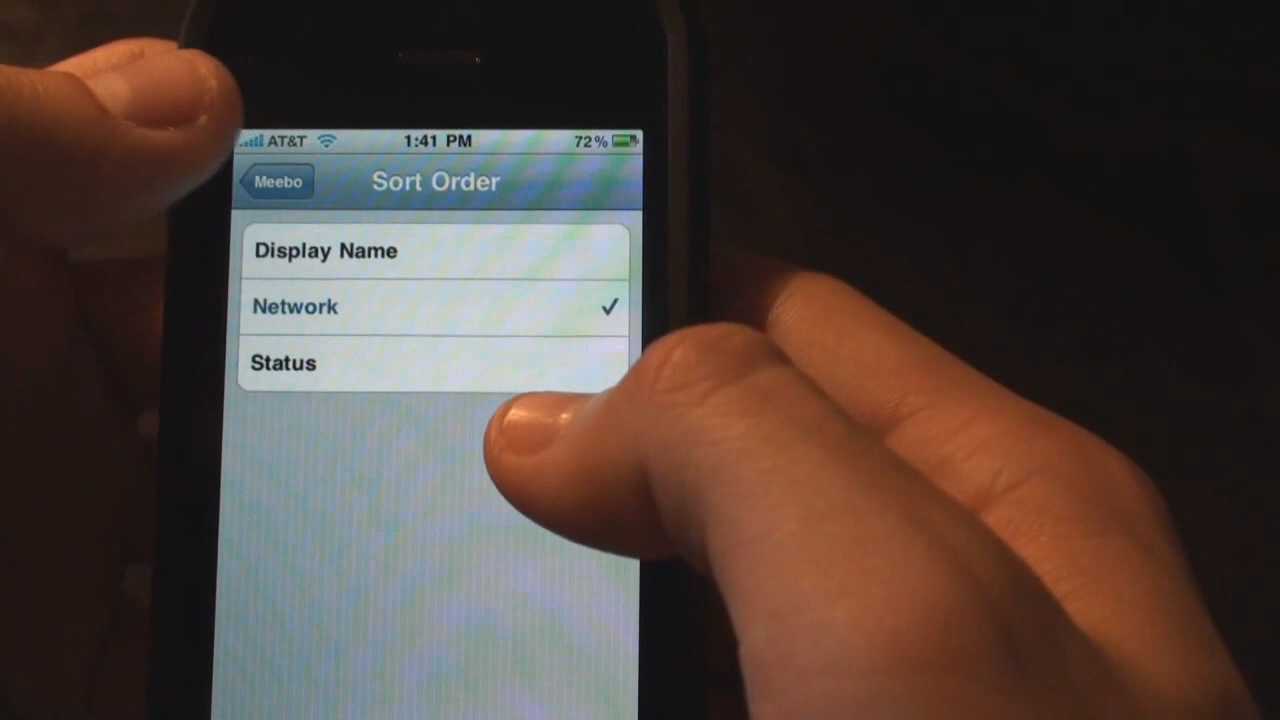 AT&T 1:41 PM 72%
Meebo Sort Order
Display Name
Network
Status